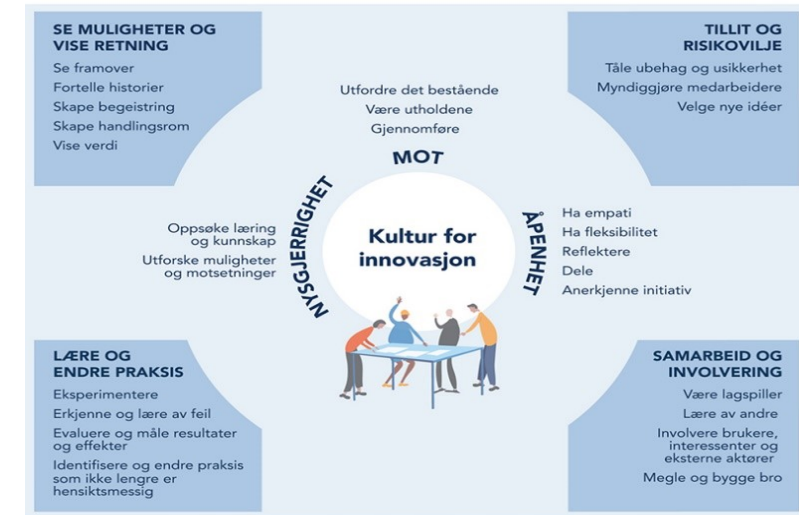 SE MULIGHETER OG
VISE RETNING
Se framover
Fortelle historier
Skape begeistring
Skape handlingsrom
Vise verdi
TILLIT OG
RISIKOVILJE
Tåle ubehag og usikkerhet
Myndiggjøre medarbeidere
Velge nye idéer
Utfordre det bestående
Være utholdene
Gjennomføre
MOT
NYSGJERRIGHET
Oppsøke læring
og kunnskap
Utforske muligheter
og motsetninger
Kultur for
innovasjon
ÅPENHET
Ha empati
Ha fleksibilitet
Reflektere
Dele
Anerkjenne initiativ
LÆRE OG
ENDRE PRAKSIS
Eksperimentere
Erkjenne og lære av feil
Evaluere og måle resultater
og effekter
Identifisere og endre praksis
som ikke lengre er
hensiktsmessig
SAMARBEID OG
INVOLVERING
Være lagspiller
Lære av andre
Involvere brukere,
interessenter og
eksterne aktører
Megle og bygge bro